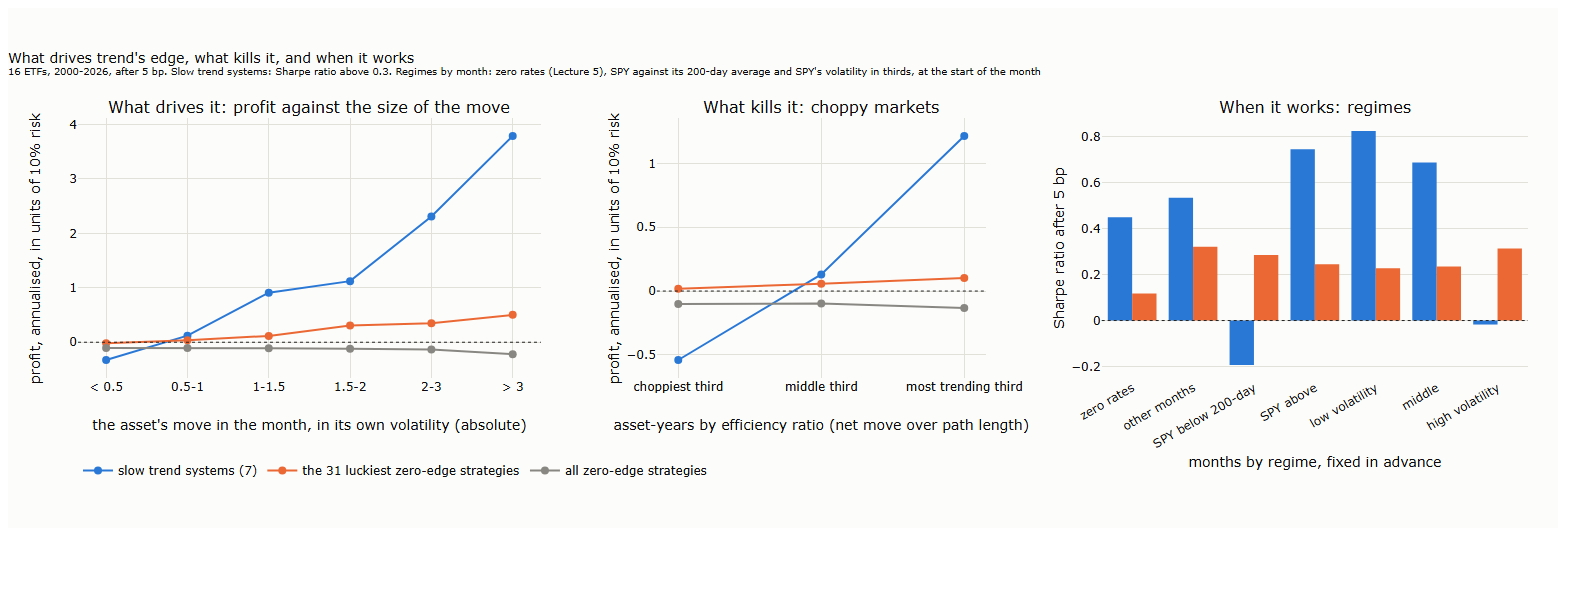 What drives trend's edge, what kills it, and when it works
16 ETFs, 2000-2026, after 5 bp. Slow trend systems: Sharpe ratio above 0.3. Regimes by month: zero rates (Lecture 5), SPY against its 200-day average and SPY's volatility in thirds, at the start of the month
What drives it: profit against the size of the move
profit, annualised, in units of 10% risk
4
3
2
1
0
< 0.5
0.5-1
1-1.5
1.5-2
2-3
> 3
the asset's move in the month, in its own volatility (absolute)
What kills it: choppy markets
profit, annualised, in units of 10% risk
1
0.5
0
−0.5
choppiest third
middle third
most trending third
asset-years by efficiency ratio (net move over path length)
When it works: regimes
Sharpe ratio after 5 bp
0.8
0.6
0.4
0.2
0
−0.2
zero rates
other months
SPY below 200-day
SPY above
low volatility
middle
high volatility
months by regime, fixed in advance
slow trend systems (7)
the 31 luckiest zero-edge strategies
all zero-edge strategies